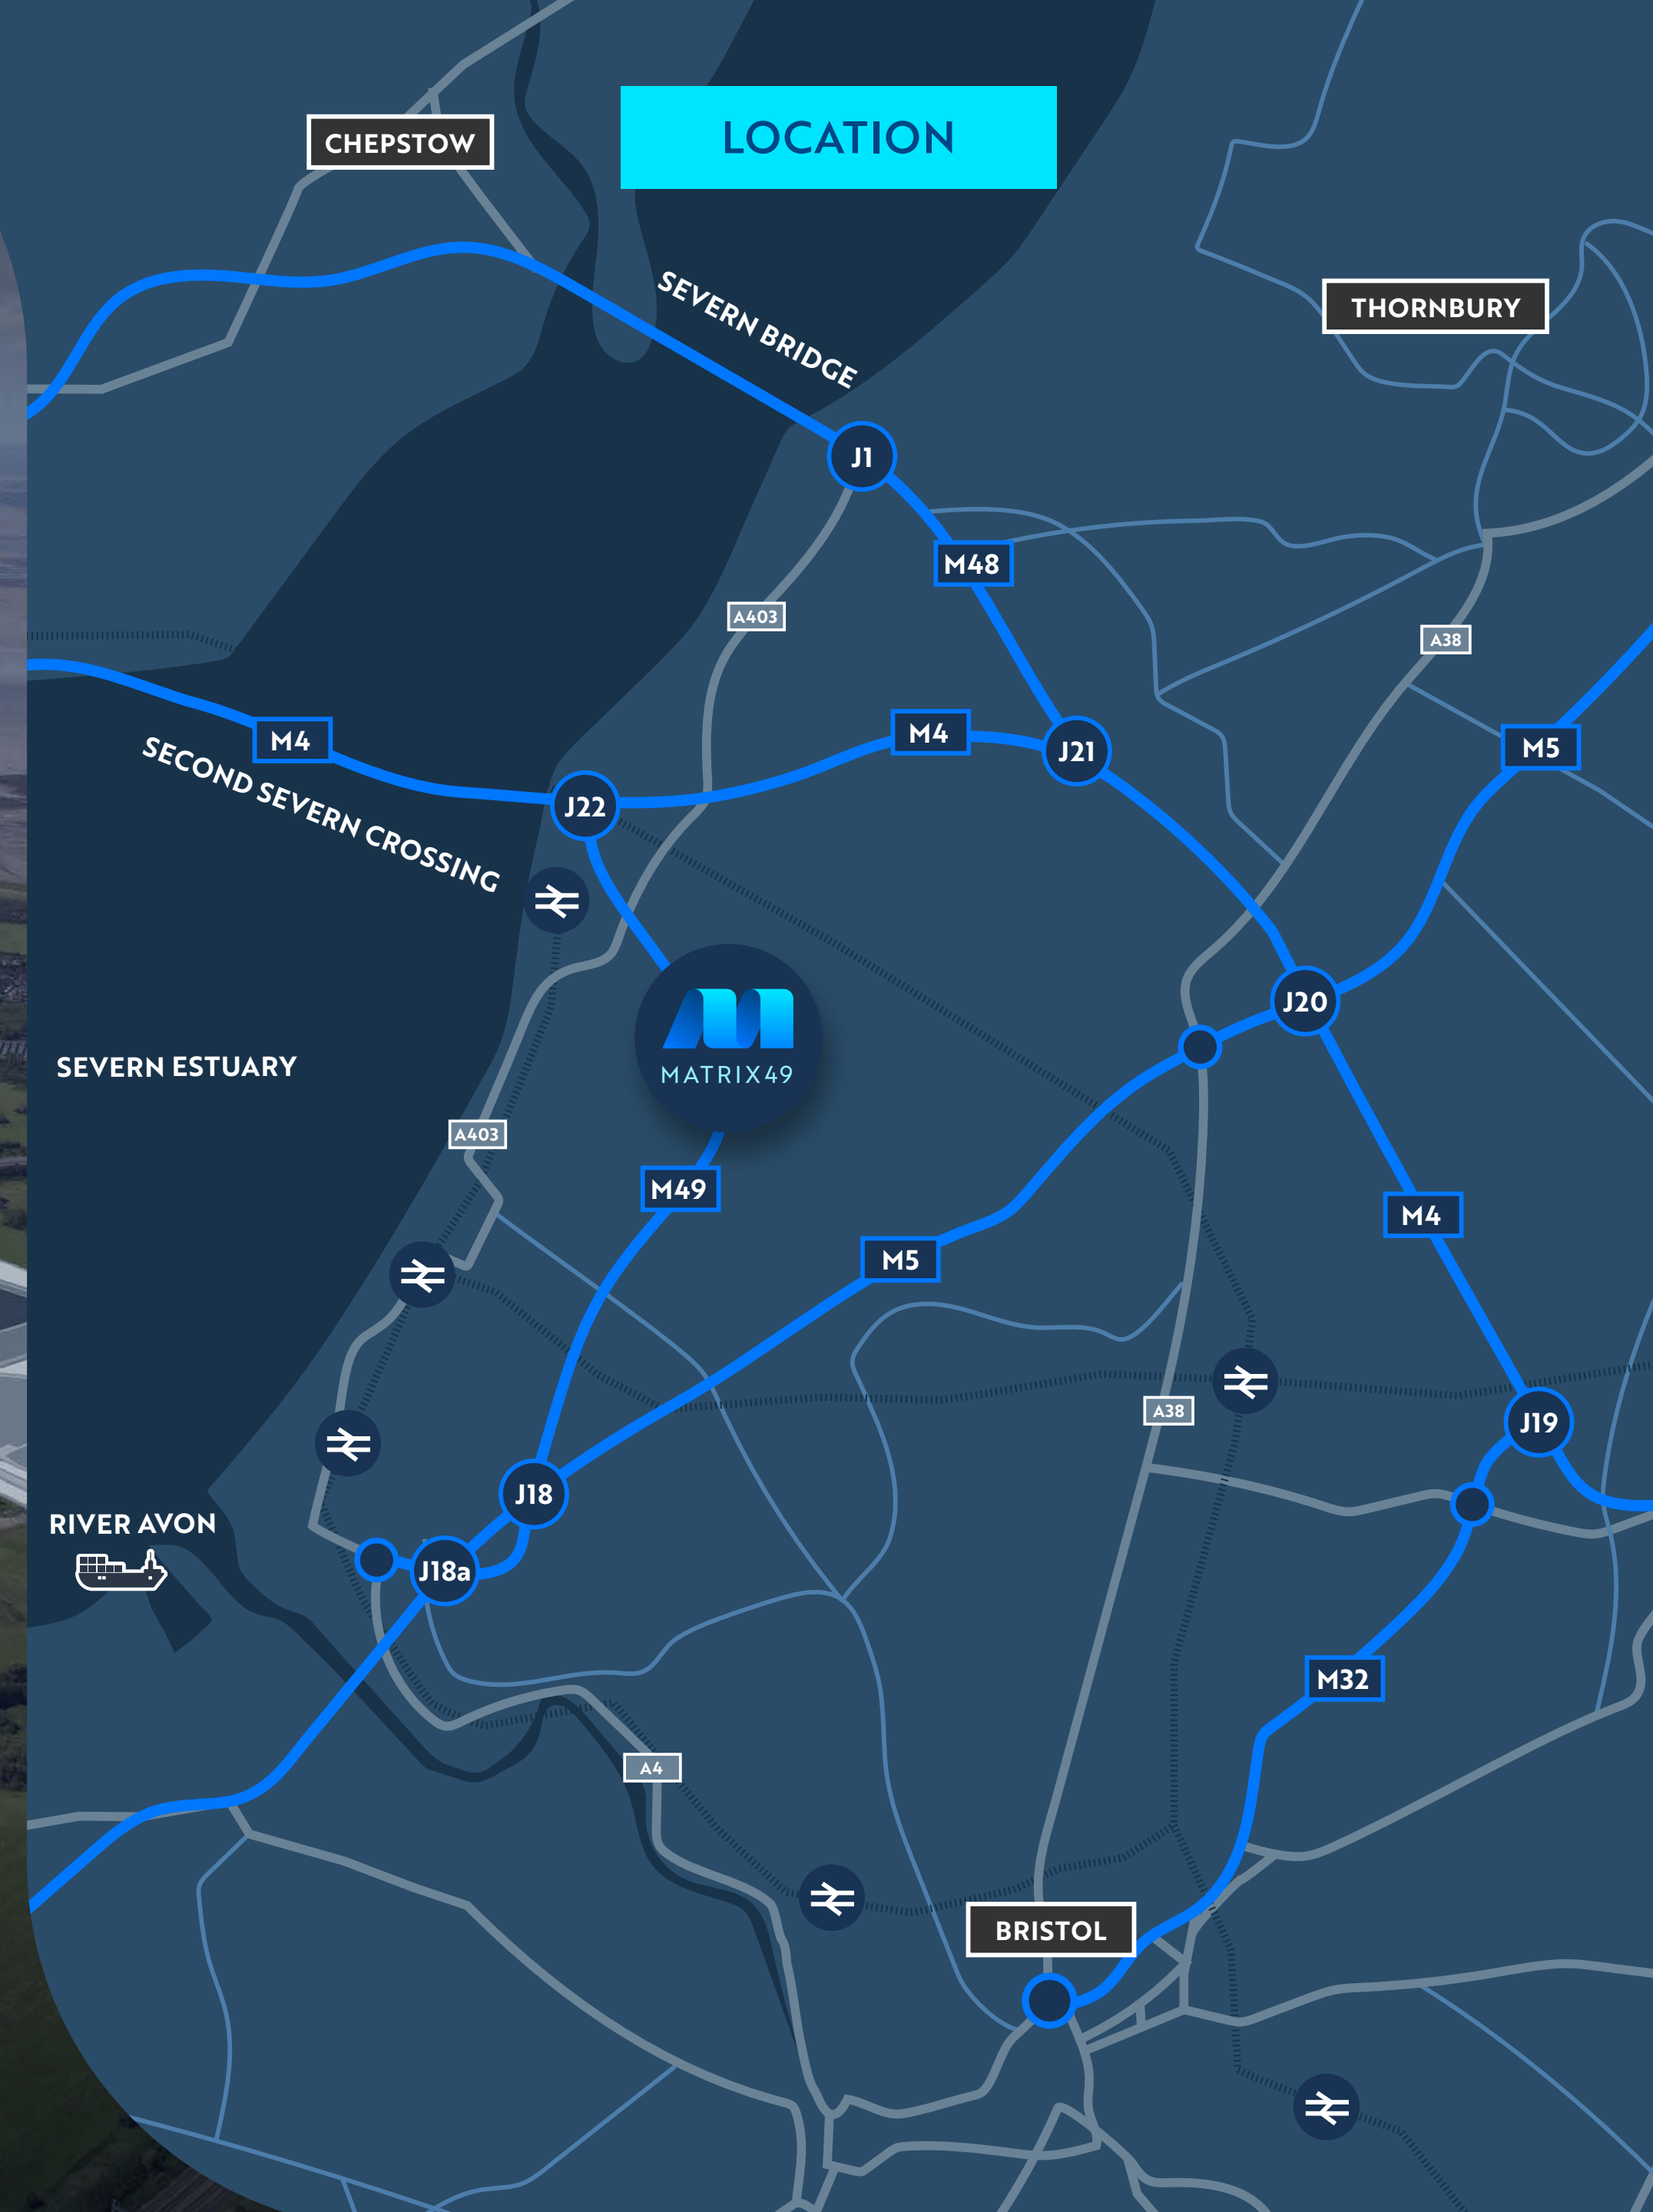 LOCATION
CHEPSTOW
SEVERN BRIDGE
THORNBURY
J1
M48
A403
A38
M4
M4
J21
M5
SECOND SEVERN CROSSING
J22
J20
MATRIX49
SEVERN ESTUARY
A403
M49
M4
M5
A38
J19
J18
RIVER AVON
J18a
M32
A4
BRISTOL